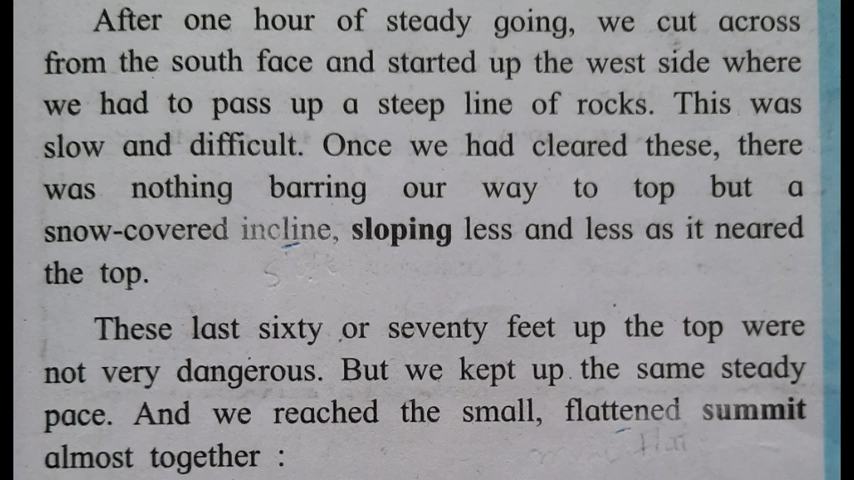 After one hour of steady going, we cut across
from the south face and started up the west side where
we had to pass up a steep line of rocks. This was
slow and difficult. Once we had cleared these, there
was nothing barring our way to top but a
snow-covered incline, sloping less and less as it neared
the top.
These last sixty or seventy feet up the top were
not very dangerous. But we kept up the same steady
pace. And we reached the small, flattened summit
almost together :